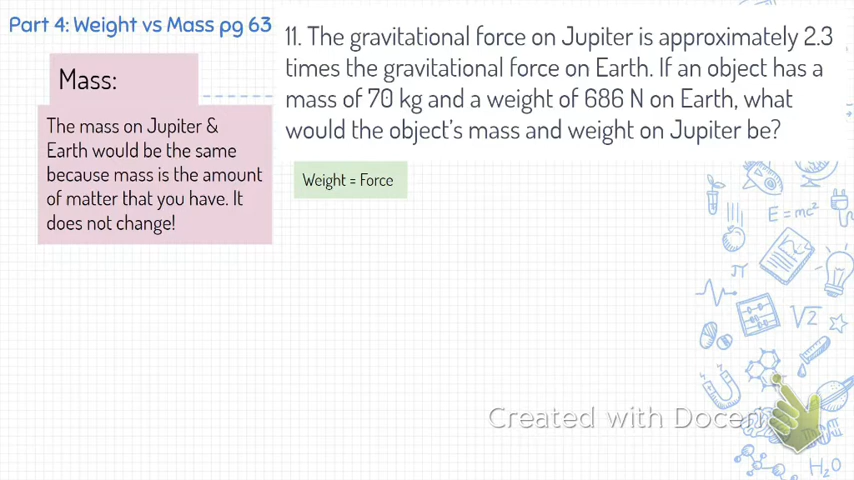 Part 4: Weight vs Mass pg 63
11. The gravitational force on Jupiter is approximately 2.3
times the gravitational force on Earth. If an object has a
mass of 70 kg and a weight of 686 N on Earth, what
would the object's mass and weight on Jupiter be?
Mass:
The mass on Jupiter &
Earth would be the same
because mass is the amount
of matter that you have. It
does not change!
Weight = Force
E = mc²
π
√2
Created with
H₂O